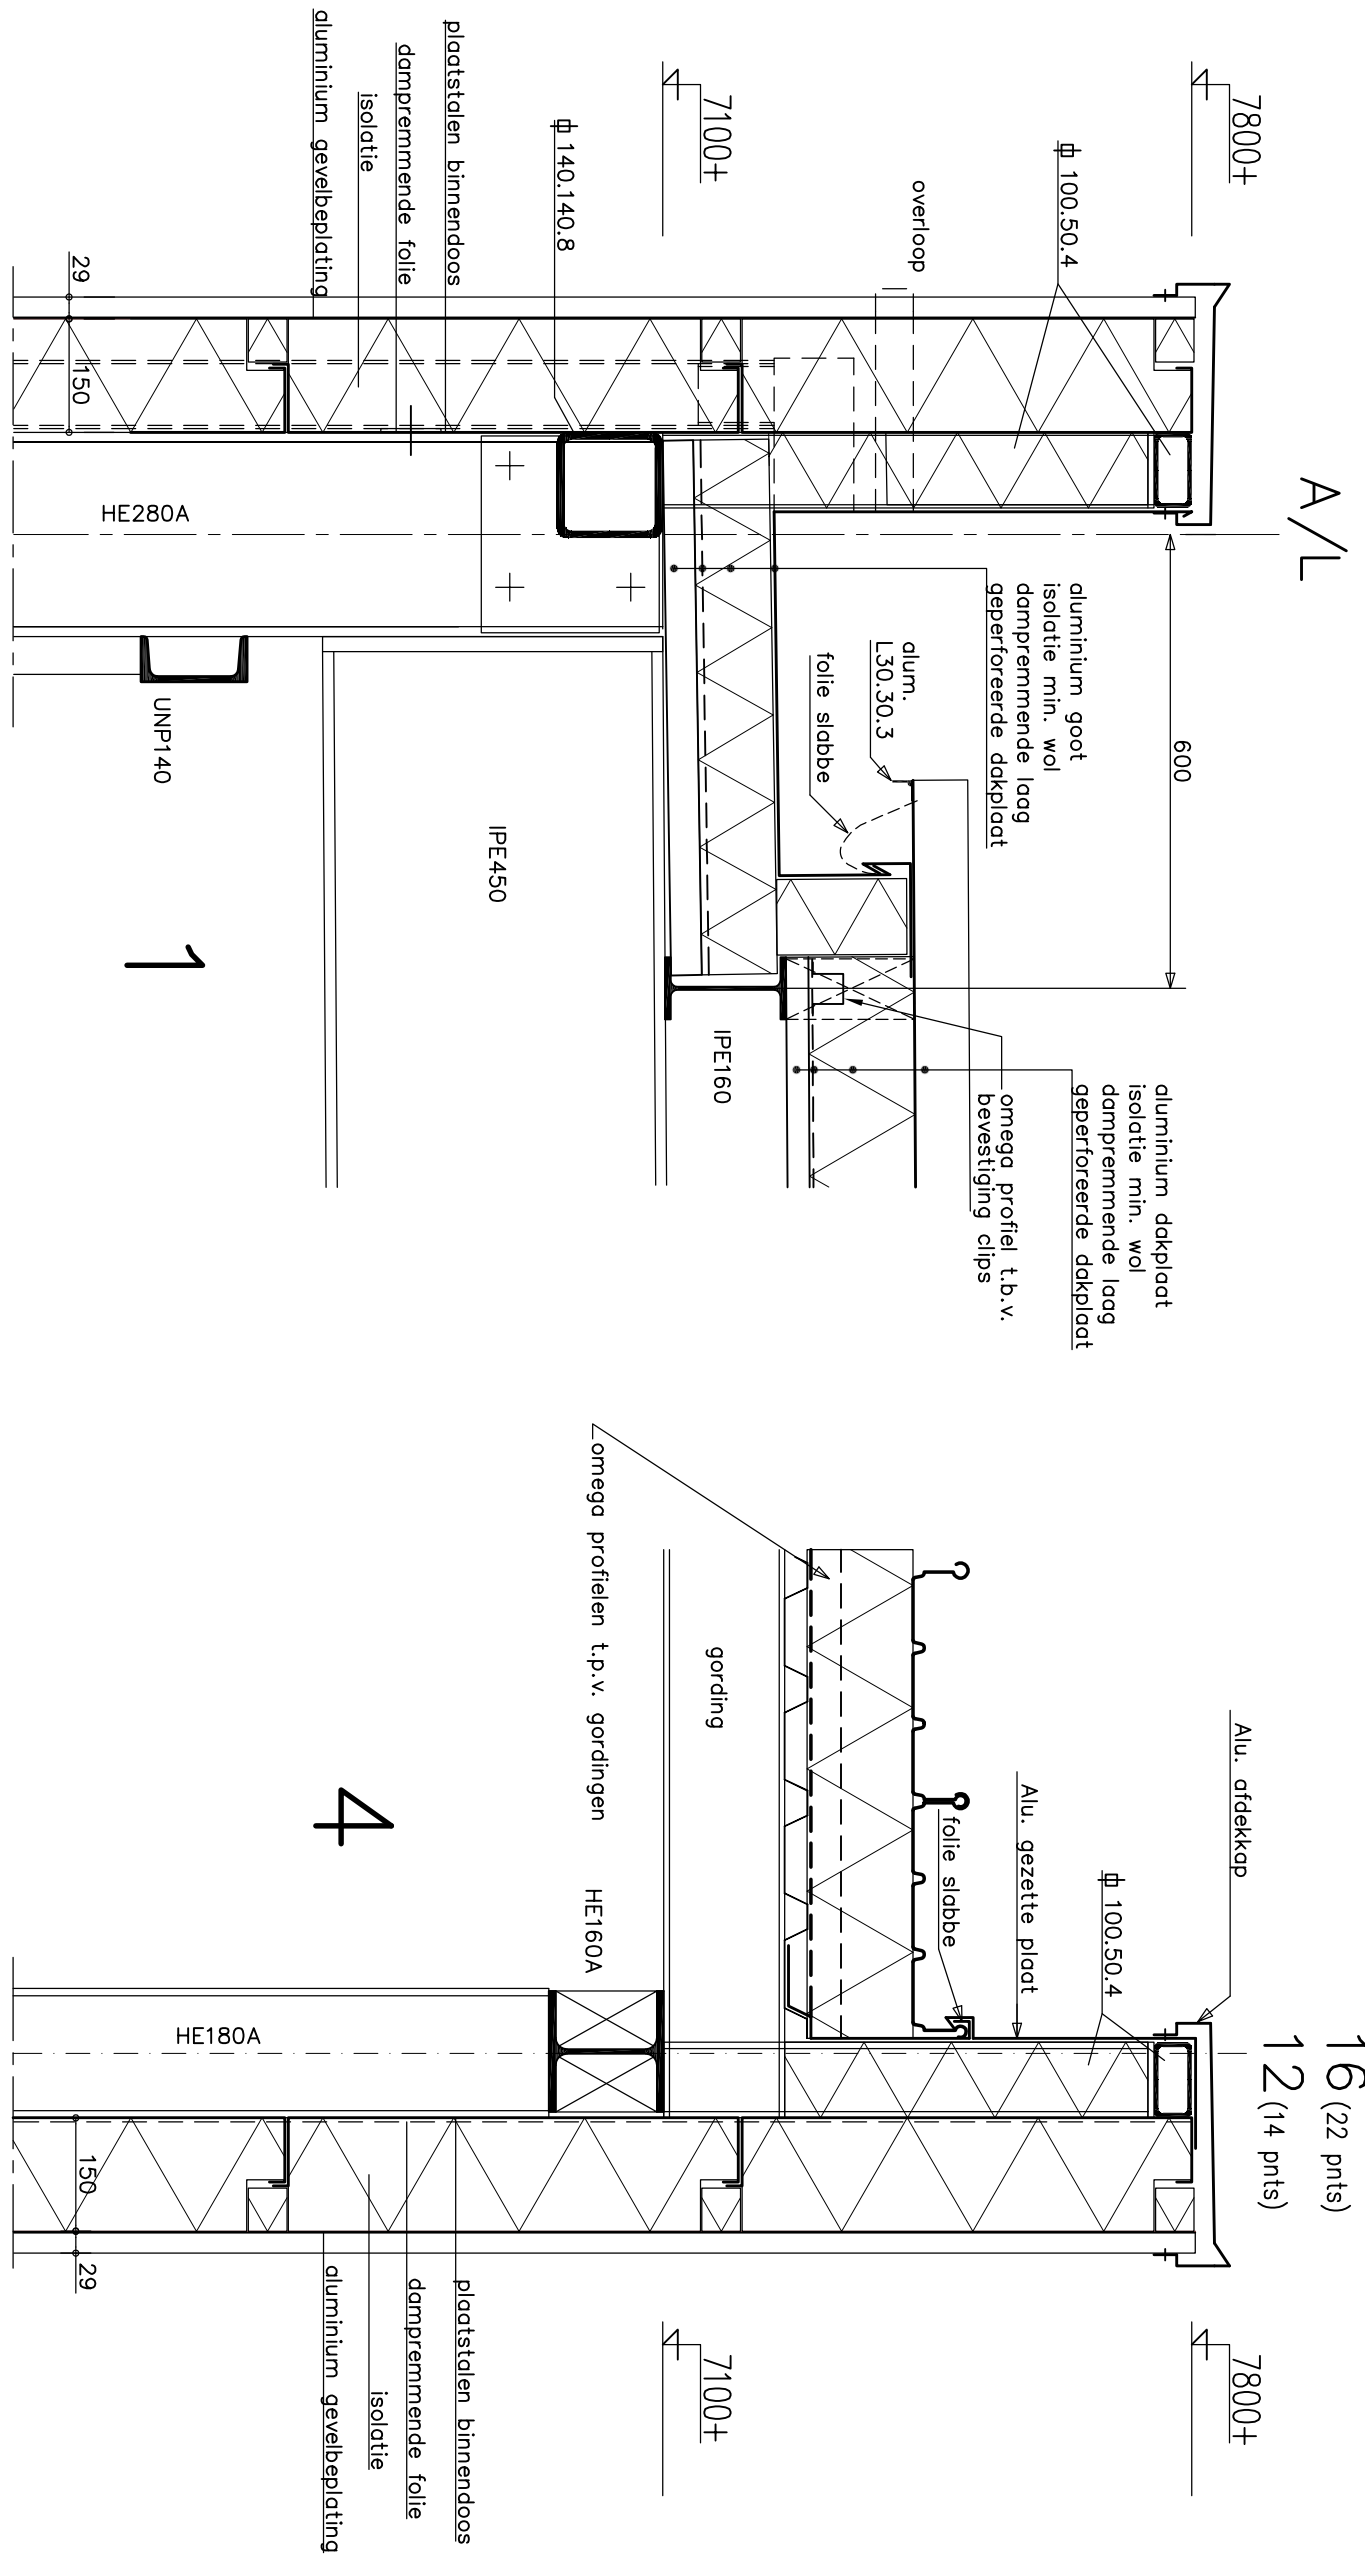 A/L
7800+
⌷ 100.50.4
overloop
7100+
⌷ 140.140.8
plaatstalen binnendoos
dampremmende folie
isolatie
aluminium gevelbeplating
29
150
HE280A
UNP140
IPE450
IPE160
600
aluminium goot
isolatie min. wol
dampremmende laag
geperforeerde dakplaat
alum.
L30.30.3
folie slabbe
aluminium dakplaat
isolatie min. wol
dampremmende laag
geperforeerde dakplaat
omega profiel t.b.v.
bevestiging clips
1
16 (22 pnts)
12 (14 pnts)
Alu. afdekkap
⌷ 100.50.4
Alu. gezette plaat
folie slabbe
gording
omega profielen t.p.v. gordingen
HE160A
HE180A
7800+
7100+
plaatstalen binnendoos
dampremmende folie
isolatie
aluminium gevelbeplating
150
29
4